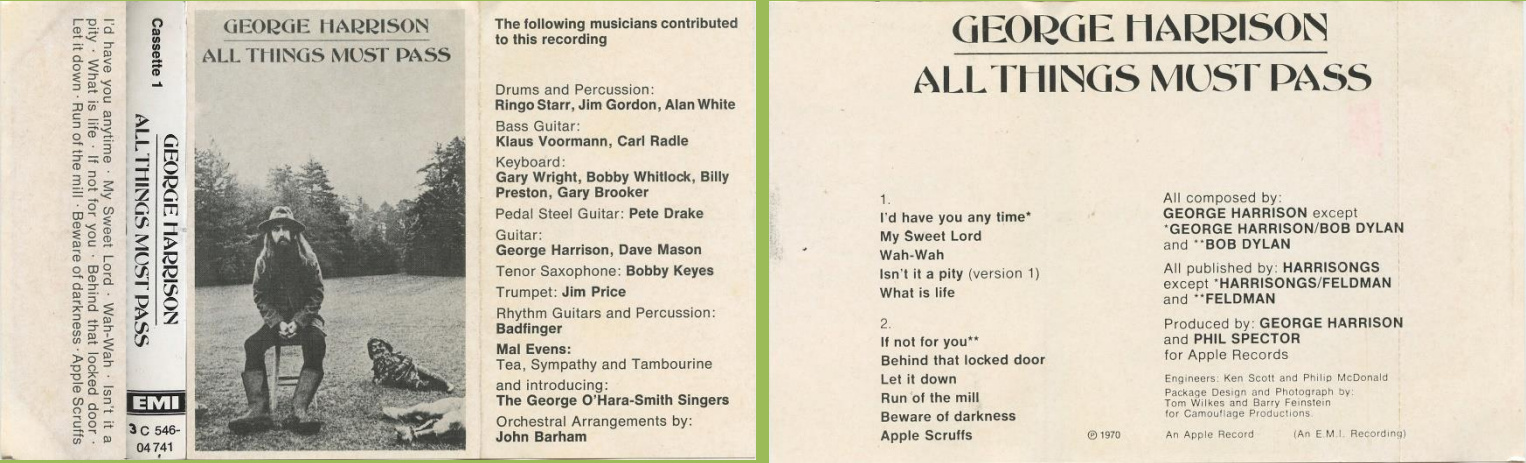 I'd have you anytime · My Sweet Lord · Wah-Wah · Isn't it a
pity · What is life · If not for you · Behind that locked door ·
Let it down · Run of the mill · Beware of darkness · Apple Scruffs
Cassette 1
GEORGE HARRISON
ALL THINGS MUST PASS
EMI
3 C 546-
04741
GEORGE HARRISON
ALL THINGS MUST PASS
The following musicians contributed
to this recording
Drums and Percussion:
Ringo Starr, Jim Gordon, Alan White
Bass Guitar:
Klaus Voormann, Carl Radle
Keyboard:
Gary Wright, Bobby Whitlock, Billy
Preston, Gary Brooker
Pedal Steel Guitar: Pete Drake
Guitar:
George Harrison, Dave Mason
Tenor Saxophone: Bobby Keyes
Trumpet: Jim Price
Rhythm Guitars and Percussion:
Badfinger
Mal Evens:
Tea, Sympathy and Tambourine
and introducing:
The George O'Hara-Smith Singers
Orchestral Arrangements by:
John Barham
GEORGE HARRISON
ALL THINGS MUST PASS
1.
I'd have you any time*
My Sweet Lord
Wah-Wah
Isn't it a pity (version 1)
What is life
2.
If not for you**
Behind that locked door
Let it down
Run of the mill
Beware of darkness
Apple Scruffs
All composed by:
GEORGE HARRISON except
*GEORGE HARRISON/BOB DYLAN
and **BOB DYLAN
All published by: HARRISONGS
except *HARRISONGS/FELDMAN
and **FELDMAN
Produced by: GEORGE HARRISON
and PHIL SPECTOR
for Apple Records
Engineers: Ken Scott and Philip McDonald
Package Design and Photograph by:
Tom Wilkes and Barry Feinstein
for Camouflage Productions
℗ 1970 An Apple Record (An E.M.I. Recording)